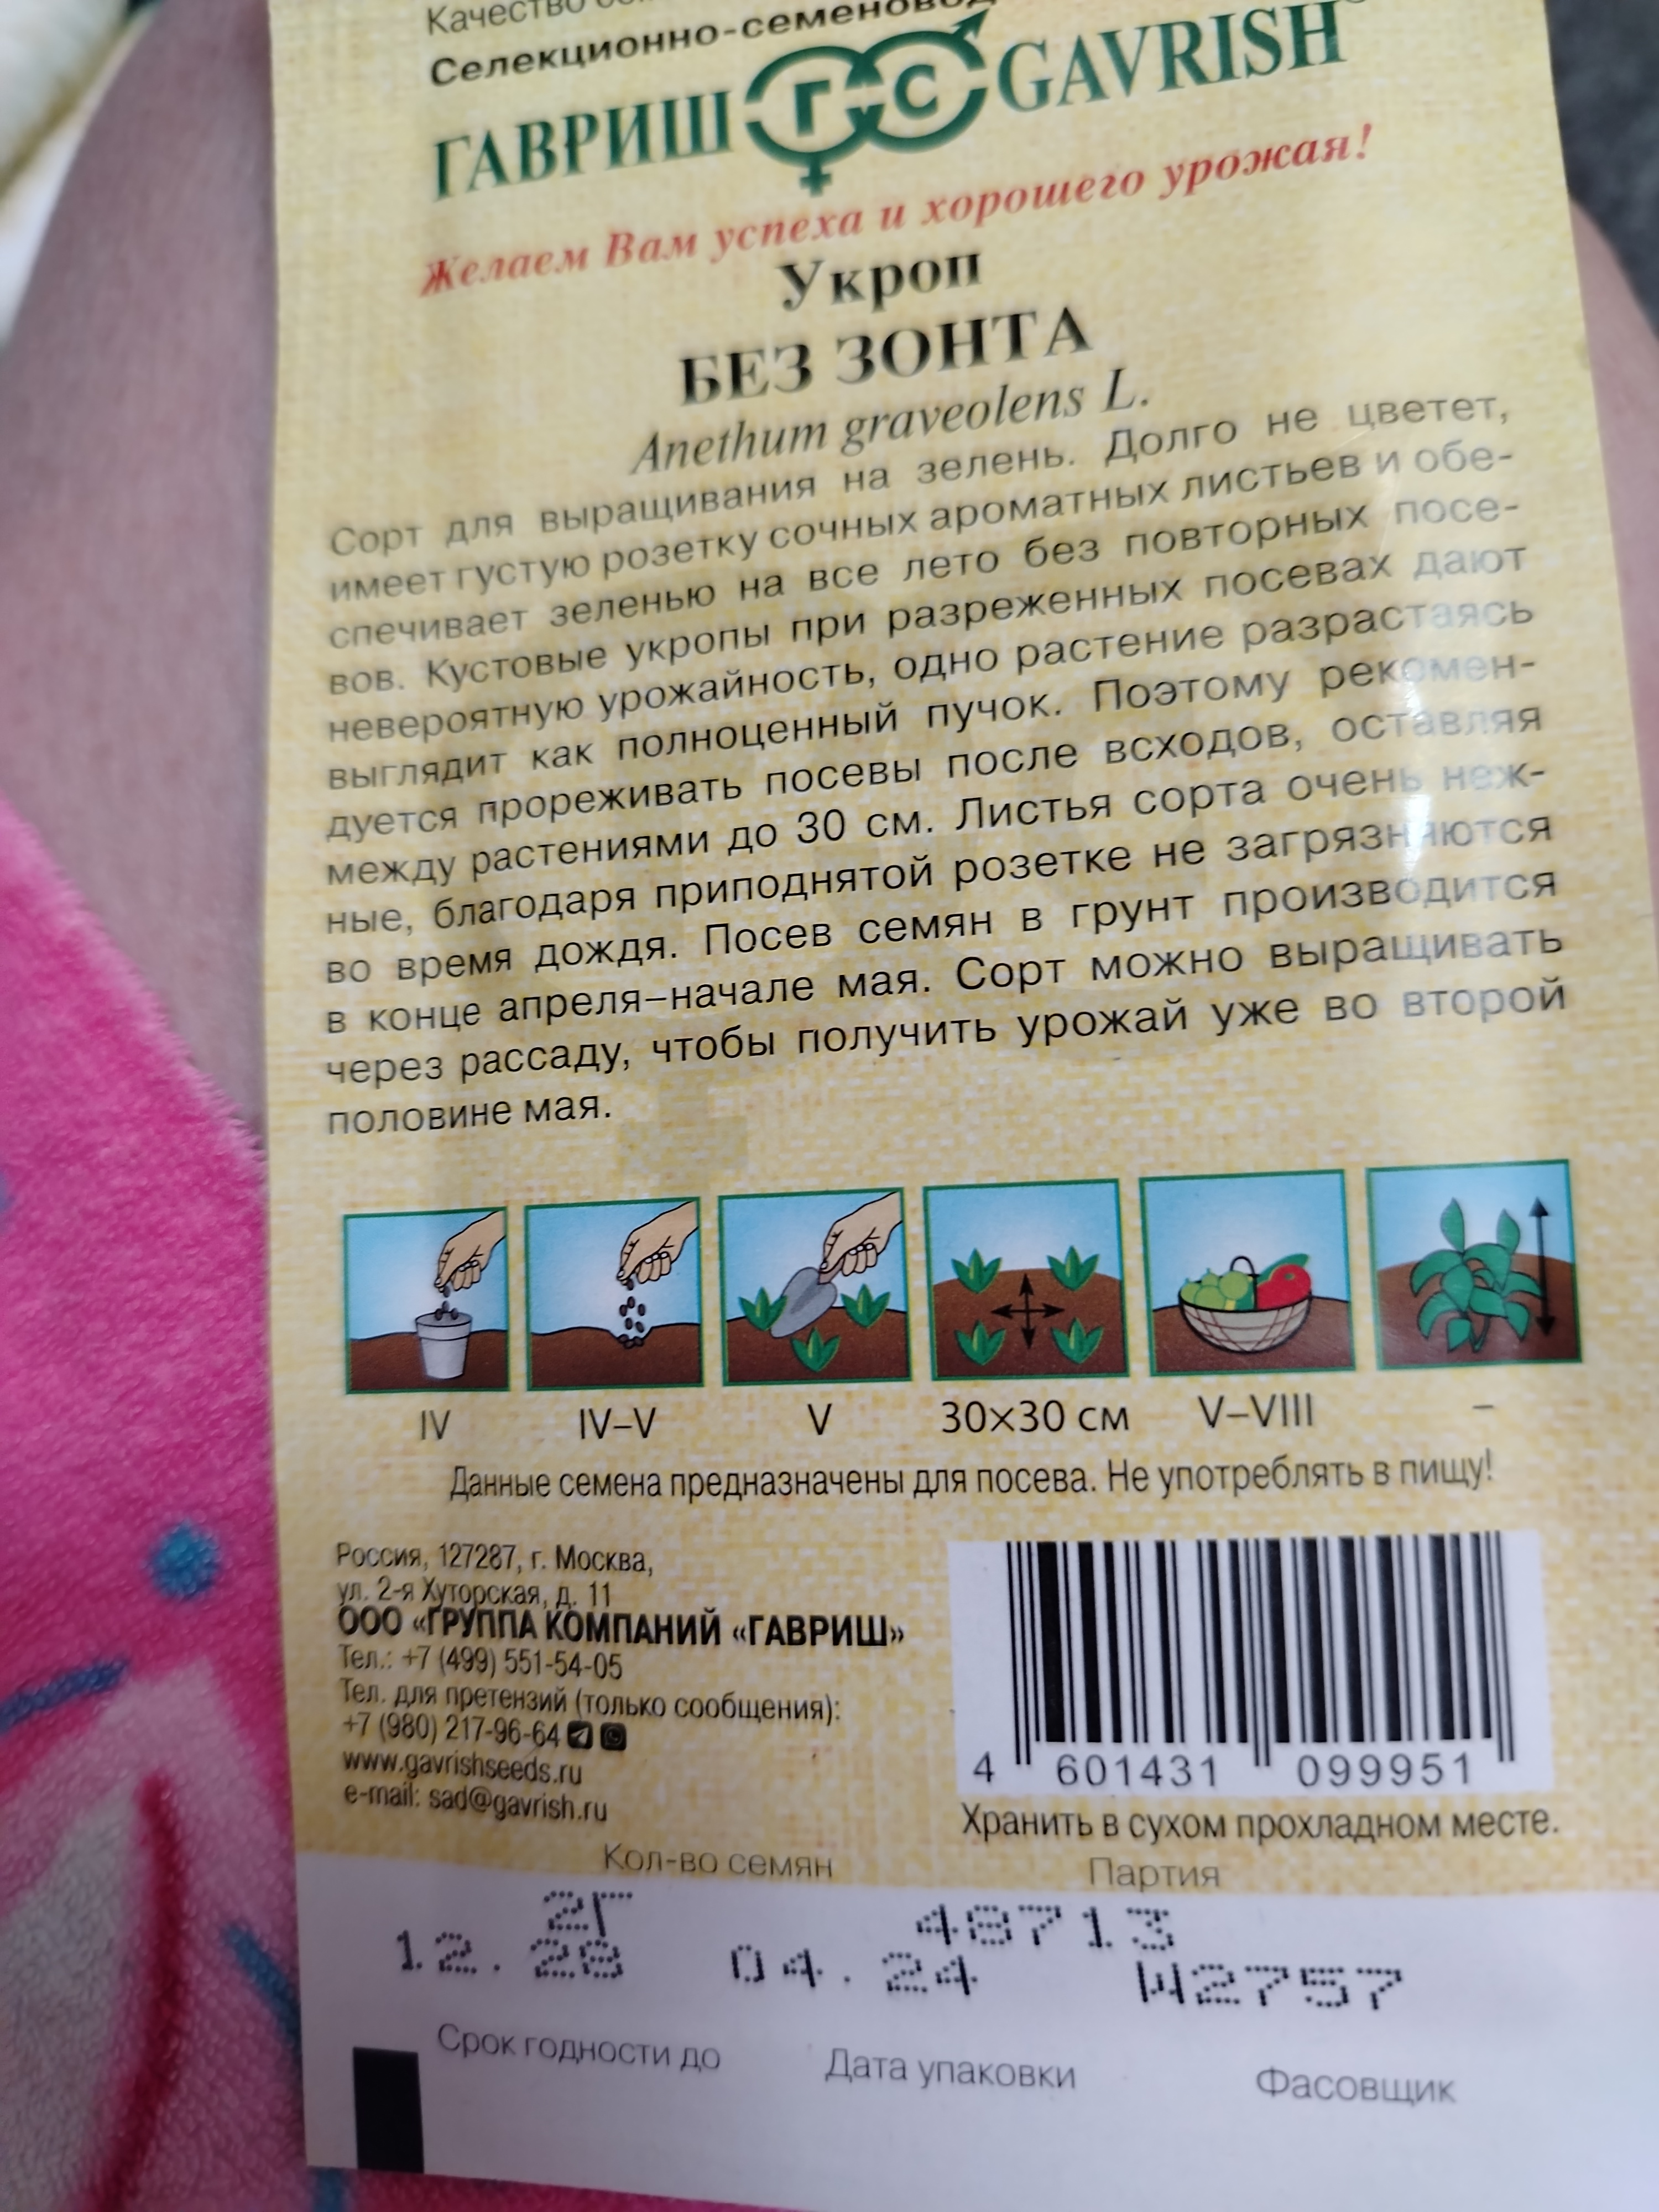 Качество
Селекционно-семеновод
ГАВРИШ ГС GAVRISH
Желаем Вам успеха и хорошего урожая!
Укроп
БЕЗ ЗОНТА
Anethum graveolens L.
Сорт для выращивания на зелень. Долго не цветет,
имеет густую розетку сочных ароматных листьев и обе-
спечивает зеленью на все лето без повторных посе-
вов. Кустовые укропы при разреженных посевах дают
невероятную урожайность, одно растение разрастаясь
выглядит как полноценный пучок. Поэтому рекомен-
дуется прореживать посевы после всходов, оставляя
между растениями до 30 см. Листья сорта очень неж-
ные, благодаря приподнятой розетке не загрязняются
во время дождя. Посев семян в грунт производится
в конце апреля–начале мая. Сорт можно выращивать
через рассаду, чтобы получить урожай уже во второй
половине мая.
IV IV–V V 30×30 см V–VIII –
Данные семена предназначены для посева. Не употреблять в пищу!
Россия, 127287, г. Москва,
ул. 2-я Хуторская, д. 11
ООО «ГРУППА КОМПАНИЙ «ГАВРИШ»
Тел.: +7 (499) 551-54-05
Тел. для претензий (только сообщения):
+7 (980) 217-96-64
www.gavrishseeds.ru
e-mail: sad@gavrish.ru
4 601431 099951
Хранить в сухом прохладном месте.
Кол-во семян Партия
2Г 48713
12.28 04.24 W2757
Срок годности до Дата упаковки Фасовщик